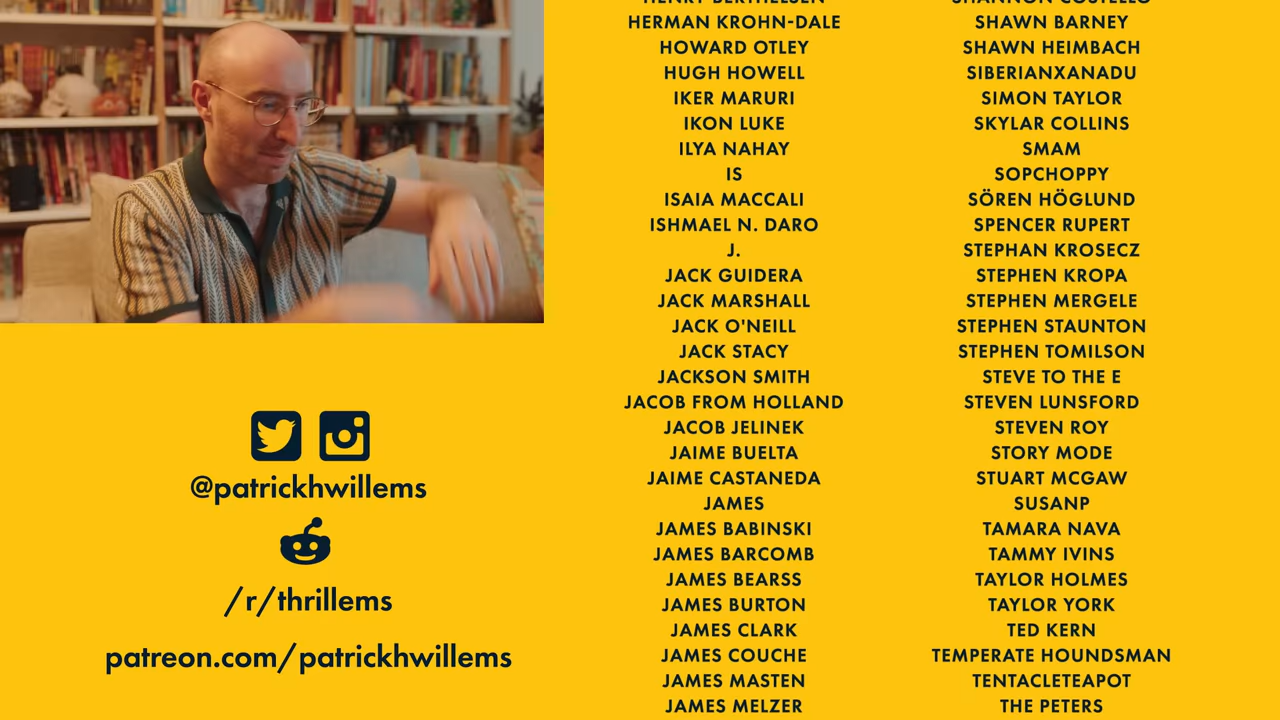 HENRY BERTHELSEN
HERMAN KROHN-DALE
HOWARD OTLEY
HUGH HOWELL
IKER MARURI
IKON LUKE
ILYA NAHAY
IS
ISAIA MACCALI
ISHMAEL N. DARO
J.
JACK GUIDERA
JACK MARSHALL
JACK O'NEILL
JACK STACY
JACKSON SMITH
JACOB FROM HOLLAND
JACOB JELINEK
JAIME BUELTA
JAIME CASTANEDA
JAMES
JAMES BABINSKI
JAMES BARCOMB
JAMES BEARSS
JAMES BURTON
JAMES CLARK
JAMES COUCHE
JAMES MASTEN
JAMES MELZER
SHANNON COSTELLO
SHAWN BARNEY
SHAWN HEIMBACH
SIBERIANXANADU
SIMON TAYLOR
SKYLAR COLLINS
SMAM
SOPCHOPPY
SÖREN HÖGLUND
SPENCER RUPERT
STEPHAN KROSECZ
STEPHEN KROPA
STEPHEN MERGELE
STEPHEN STAUNTON
STEPHEN TOMILSON
STEVE TO THE E
STEVEN LUNSFORD
STEVEN ROY
STORY MODE
STUART MCGAW
SUSANP
TAMARA NAVA
TAMMY IVINS
TAYLOR HOLMES
TAYLOR YORK
TED KERN
TEMPERATE HOUNDSMAN
TENTACLETEAPOT
THE PETERS
@patrickhwillems
/r/thrillems
patreon.com/patrickhwillems